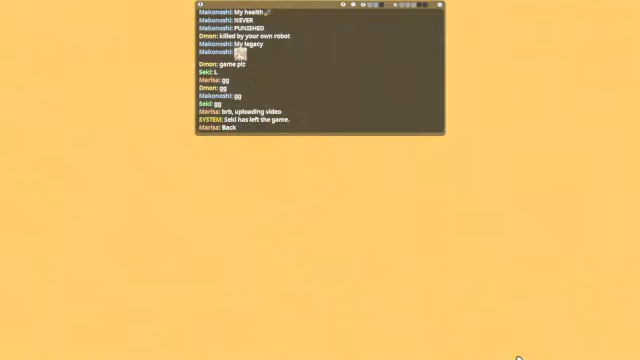 Makonoshi: My health
Makonoshi: NEVER
Makonoshi: PUNISHED
Dmon: killed by your own robot
Makonoshi: My legacy
Makonoshi:
Dmon: game plz
Seki: L
Marisa: gg
Dmon: gg
Makonoshi: gg
Seki: gg
Marisa: brb, uploading video
SYSTEM: Seki has left the game.
Marisa: Back